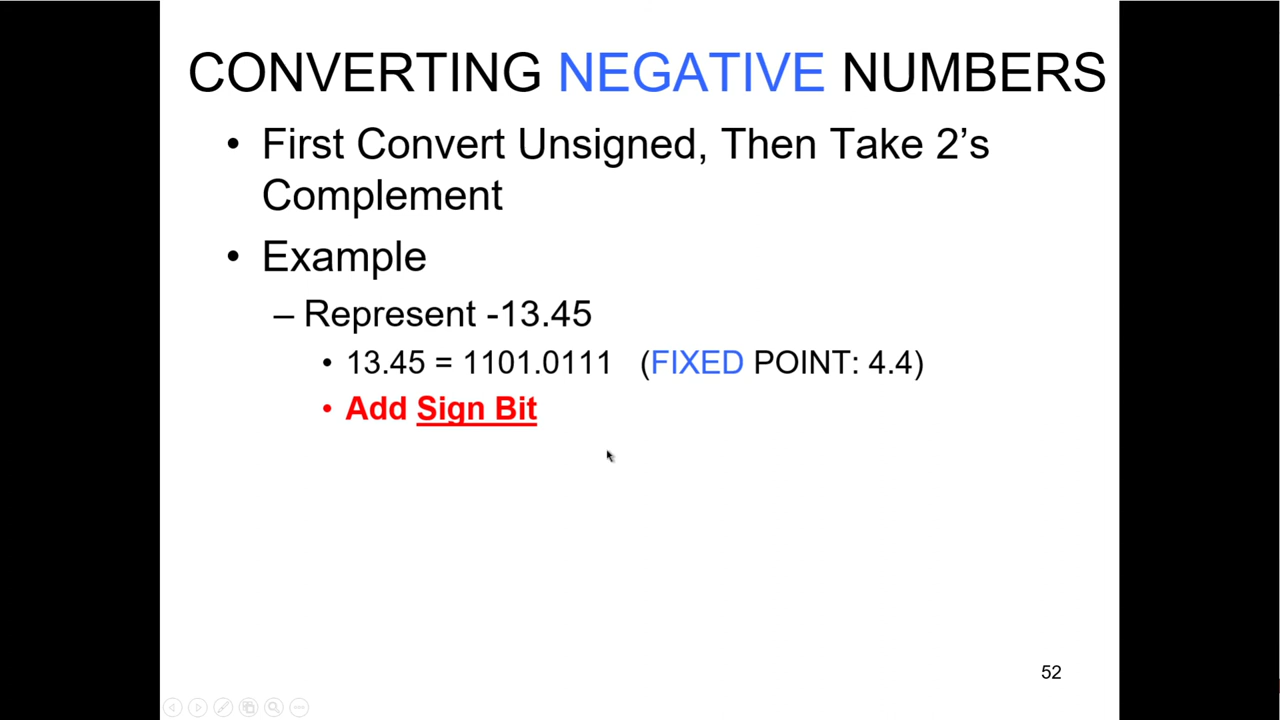 CONVERTING NEGATIVE NUMBERS
• First Convert Unsigned, Then Take 2’s
Complement
• Example
– Represent -13.45
• 13.45 = 1101.0111 (FIXED POINT: 4.4)
• Add Sign Bit
52